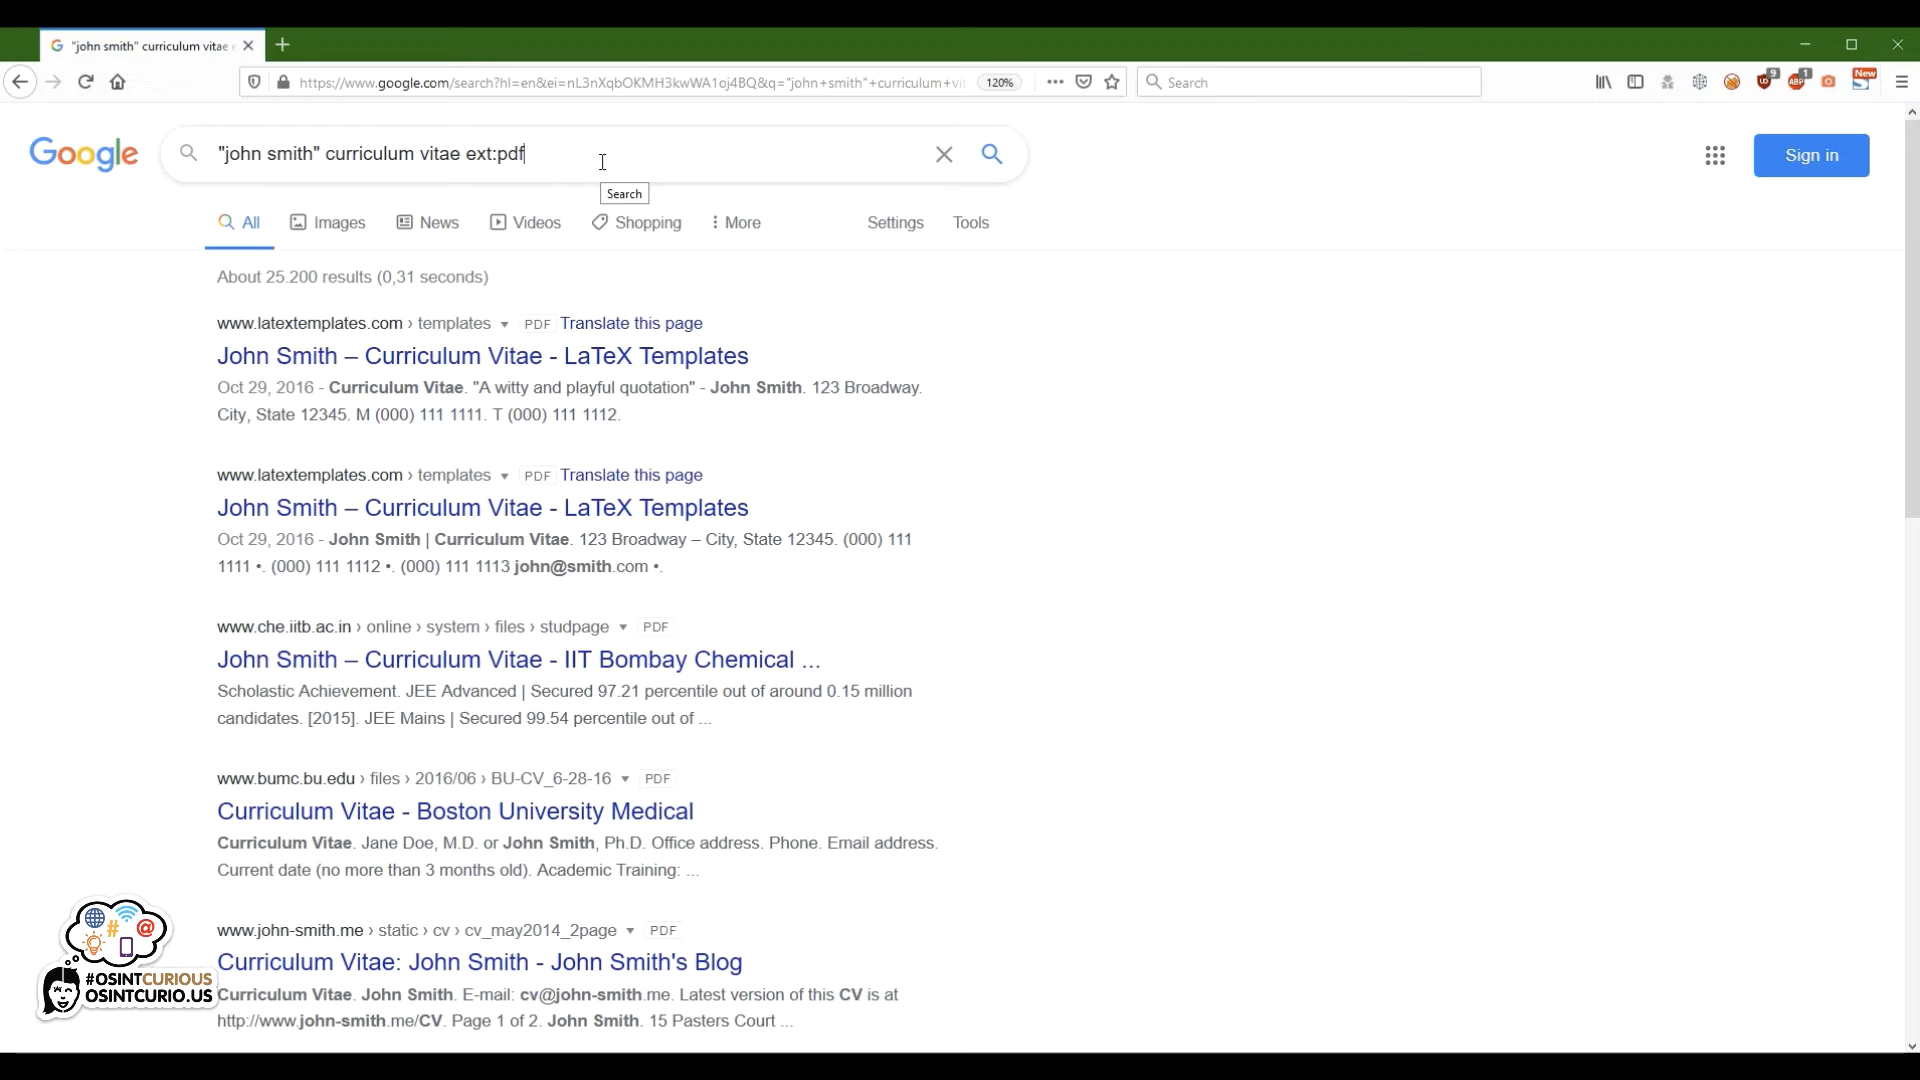 "john smith" curriculum vitae e
https://www.google.com/search?hl=en&ei=nL3nXqbOKMH3kwWA1oj4BQ&q="john+smith"+curriculum+vi
120%
Search
9
1
New
Google
"john smith" curriculum vitae ext:pdf
Sign in
Search
All
Images
News
Videos
Shopping
More
Settings
Tools
About 25.200 results (0,31 seconds)
www.latextemplates.com › templates PDF Translate this page
John Smith – Curriculum Vitae - LaTeX Templates
Oct 29, 2016 - Curriculum Vitae. "A witty and playful quotation" - John Smith. 123 Broadway.
City, State 12345. M (000) 111 1111. T (000) 111 1112.
www.latextemplates.com › templates PDF Translate this page
John Smith – Curriculum Vitae - LaTeX Templates
Oct 29, 2016 - John Smith | Curriculum Vitae. 123 Broadway – City, State 12345. (000) 111
1111 •. (000) 111 1112 •. (000) 111 1113 john@smith.com •.
www.che.iitb.ac.in › online › system › files › studpage PDF
John Smith – Curriculum Vitae - IIT Bombay Chemical ...
Scholastic Achievement. JEE Advanced | Secured 97.21 percentile out of around 0.15 million
candidates. [2015]. JEE Mains | Secured 99.54 percentile out of ...
www.bumc.bu.edu › files › 2016/06 › BU-CV_6-28-16 PDF
Curriculum Vitae - Boston University Medical
Curriculum Vitae. Jane Doe, M.D. or John Smith, Ph.D. Office address. Phone. Email address.
Current date (no more than 3 months old). Academic Training: ...
www.john-smith.me › static › cv › cv_may2014_2page PDF
Curriculum Vitae: John Smith - John Smith's Blog
Curriculum Vitae. John Smith. E-mail: cv@john-smith.me. Latest version of this CV is at
http://www.john-smith.me/CV. Page 1 of 2. John Smith. 15 Pasters Court ...
#OSINTCURIOUS
OSINTCURIO.US